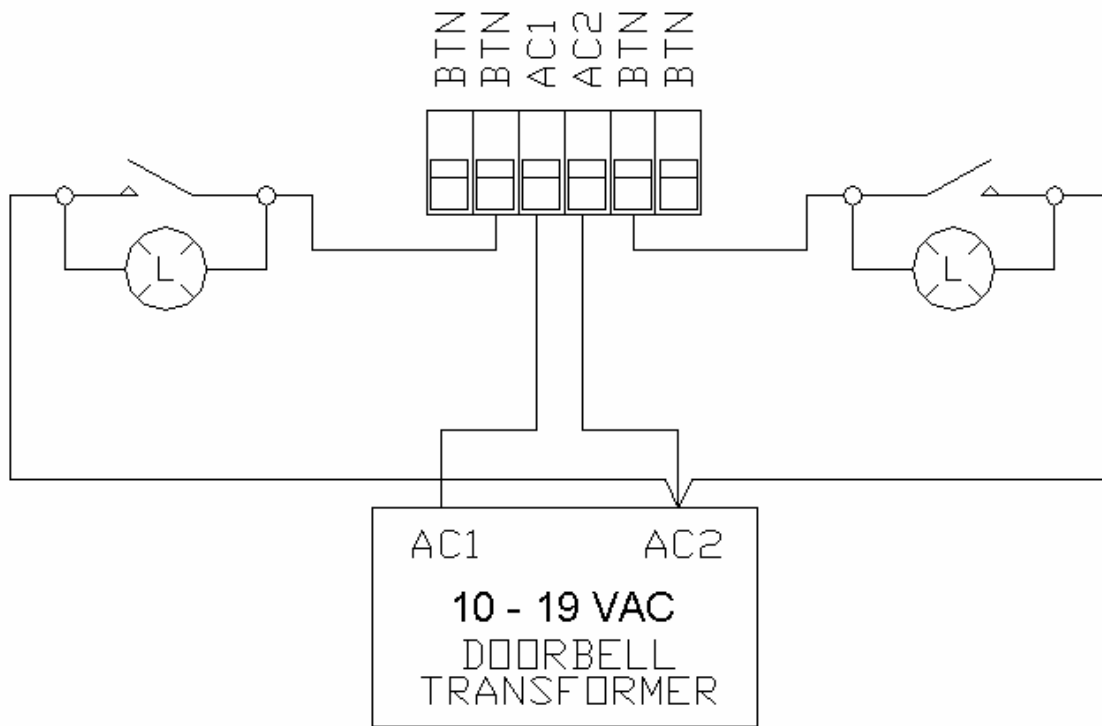 BTN
BTN
AC1
AC2
BTN
BTN
L
L
AC1 AC2
10 - 19 VAC
DOORBELL
TRANSFORMER